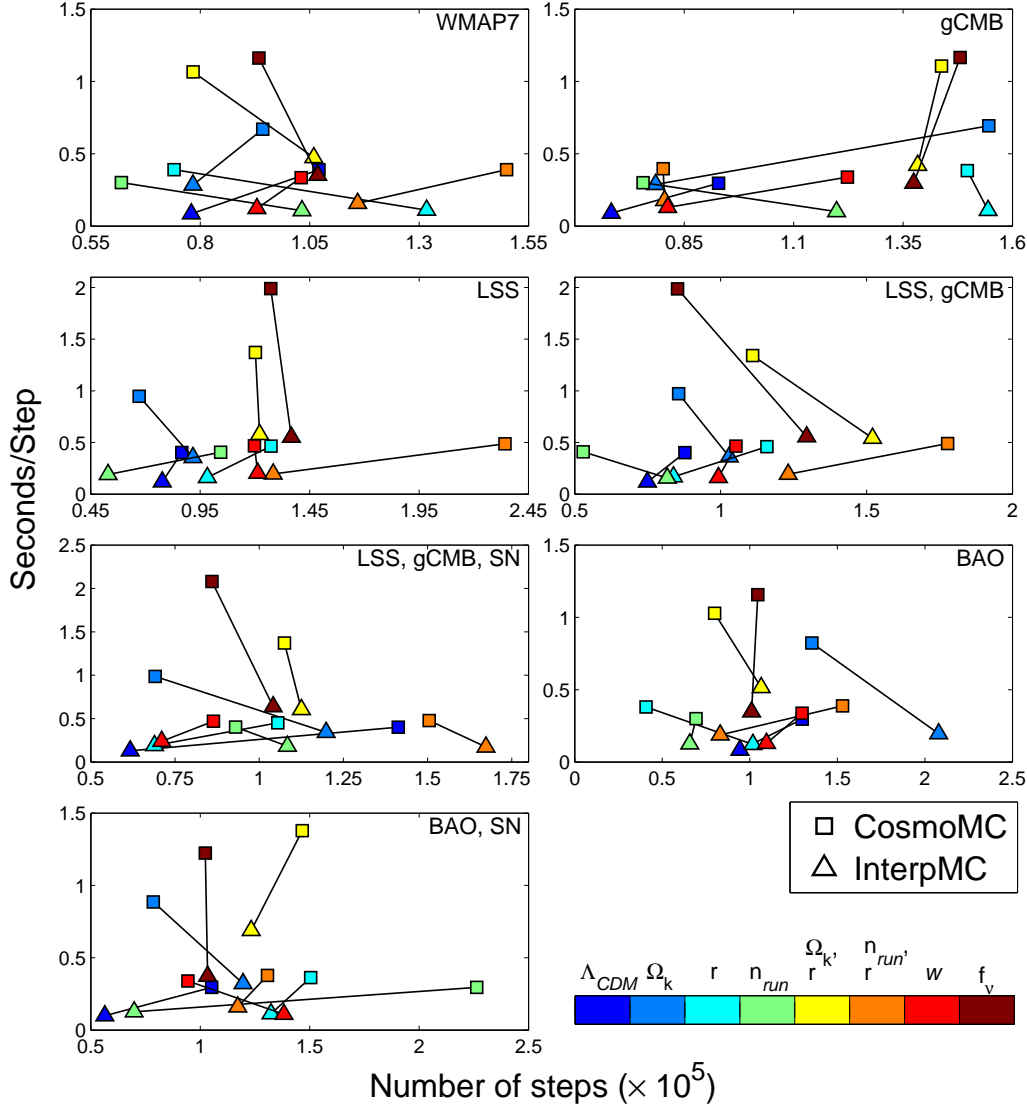 WMAP7
1.5
1
0.5
0
0.55 0.8 1.05 1.3 1.55
gCMB
1.5
1
0.5
0
0.85 1.1 1.35 1.6
LSS
2
1.5
1
0.5
0
0.45 0.95 1.45 1.95 2.45
LSS, gCMB
2
1.5
1
0.5
0
0.5 1 1.5 2
Seconds/Step
LSS, gCMB, SN
2.5
2
1.5
1
0.5
0
0.5 0.75 1 1.25 1.5 1.75
BAO
1.5
1
0.5
0
0 0.5 1 1.5 2 2.5
BAO, SN
1.5
1
0.5
0
0.5 1 1.5 2 2.5
CosmoMC
InterpMC
Λ_CDM Ω_k r n_run Ω_k, r n_run, r w f_ν
Number of steps (× 10^5)